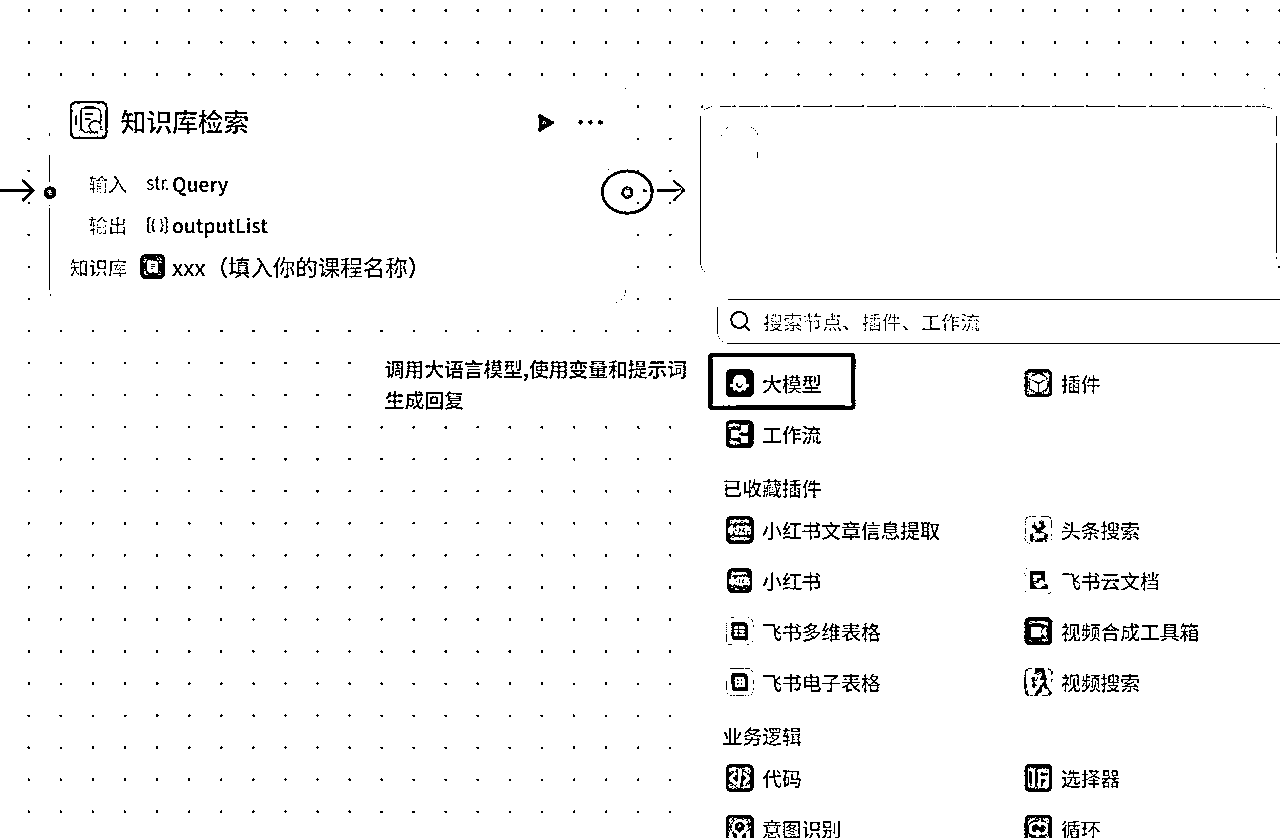 知识库检索
输入 str. Query
输出 [{}] outputList
知识库 xxx（填入你的课程名称）
搜索节点、插件、工作流
调用大语言模型,使用变量和提示词
生成回复
大模型 插件
工作流
已收藏插件
小红书文章信息提取 头条搜索
小红书 飞书云文档
飞书多维表格 视频合成工具箱
飞书电子表格 视频搜索
业务逻辑
代码 选择器
意图识别 循环